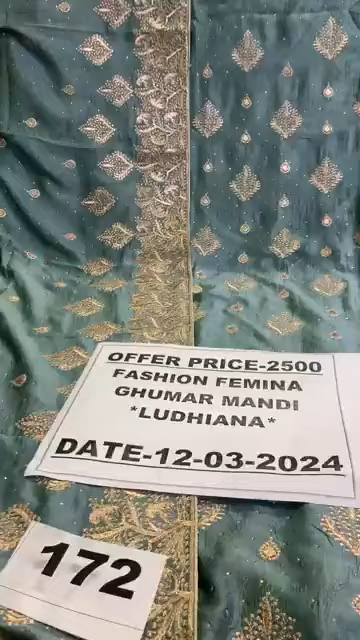 OFFER PRICE-2500
FASHION FEMINA
GHUMAR MANDI
*LUDHIANA*
DATE-12-03-2024
172